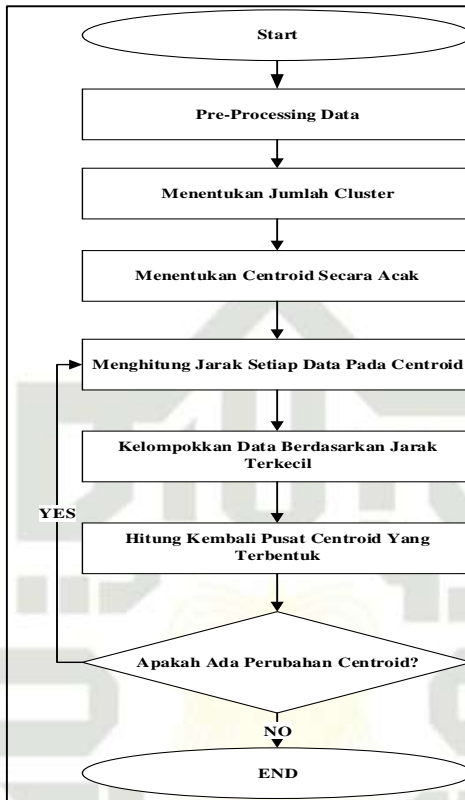 Start
Pre-Processing Data
Menentukan Jumlah Cluster
Menentukan Centroid Secara Acak
Menghitung Jarak Setiap Data Pada Centroid
Kelompokkan Data Berdasarkan Jarak
Terkecil
YES
Hitung Kembali Pusat Centroid Yang
Terbentuk
Apakah Ada Perubahan Centroid?
NO
END